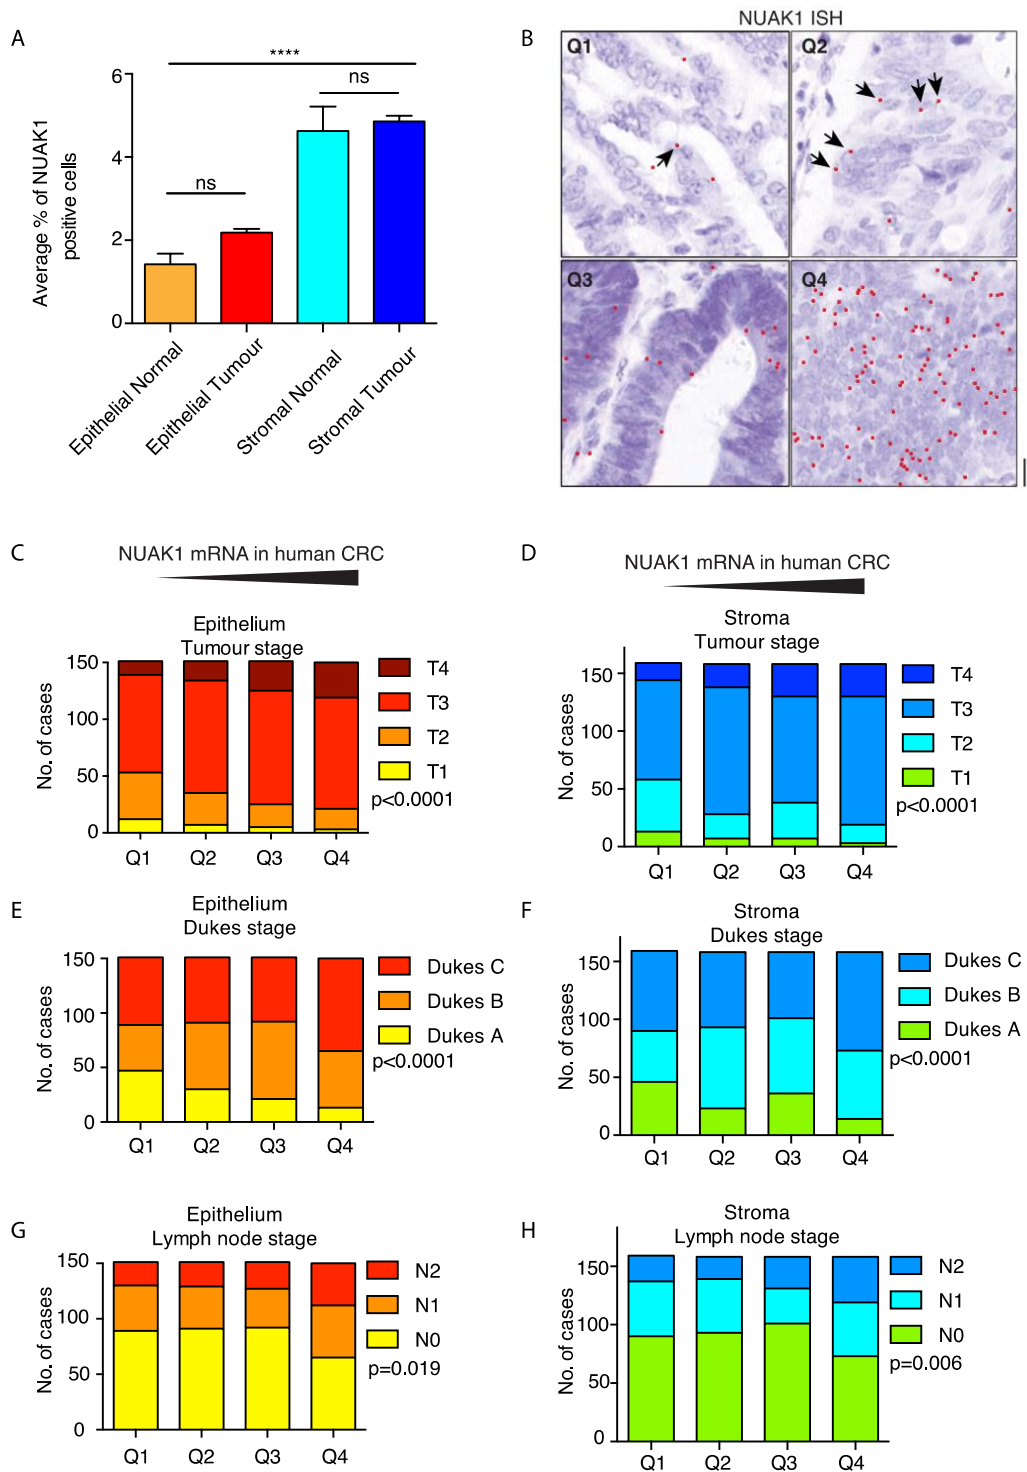 A
****
ns
ns
6
4
2
0
Average % of NUAK1
positive cells
Epithelial Normal
Epithelial Tumour
Stromal Normal
Stromal Tumour
B
NUAK1 ISH
Q1
Q2
Q3
Q4
C
NUAK1 mRNA in human CRC
Epithelium
Tumour stage
150
100
50
0
No. of cases
Q1
Q2
Q3
Q4
T4
T3
T2
T1
p<0.0001
D
NUAK1 mRNA in human CRC
Stroma
Tumour stage
150
100
50
0
No. of cases
Q1
Q2
Q3
Q4
T4
T3
T2
T1
p<0.0001
E
Epithelium
Dukes stage
150
100
50
0
No. of cases
Q1
Q2
Q3
Q4
Dukes C
Dukes B
Dukes A
p<0.0001
F
Stroma
Dukes stage
150
100
50
0
No. of cases
Q1
Q2
Q3
Q4
Dukes C
Dukes B
Dukes A
p<0.0001
G
Epithelium
Lymph node stage
150
100
50
0
No. of cases
Q1
Q2
Q3
Q4
N2
N1
N0
p=0.019
H
Stroma
Lymph node stage
150
100
50
0
No. of cases
Q1
Q2
Q3
Q4
N2
N1
N0
p=0.006